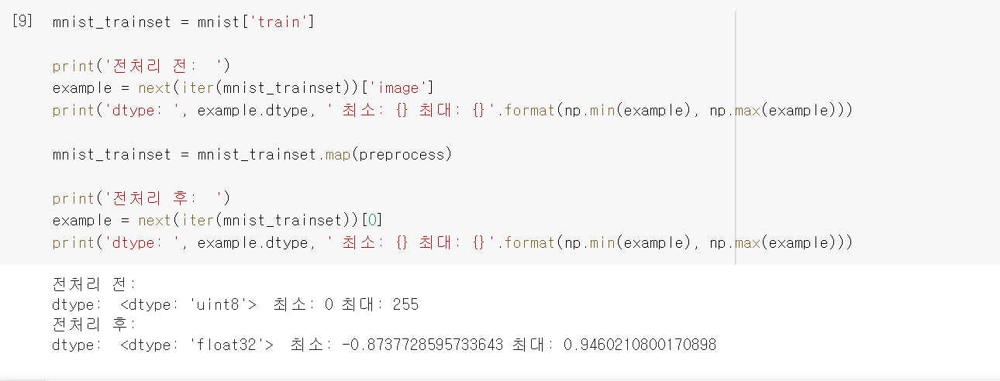 [9] mnist_trainset = mnist['train']
print('전처리 전:  ')
example = next(iter(mnist_trainset))['image']
print('dtype: ', example.dtype, ' 최소: {} 최대: {}'.format(np.min(example), np.max(example)))
mnist_trainset = mnist_trainset.map(preprocess)
print('전처리 후:  ')
example = next(iter(mnist_trainset))[0]
print('dtype: ', example.dtype, ' 최소: {} 최대: {}'.format(np.min(example), np.max(example)))
전처리 전:
dtype:  <dtype: 'uint8'>  최소: 0 최대: 255
전처리 후:
dtype:  <dtype: 'float32'>  최소: -0.8737728595733643 최대: 0.9460210800170898